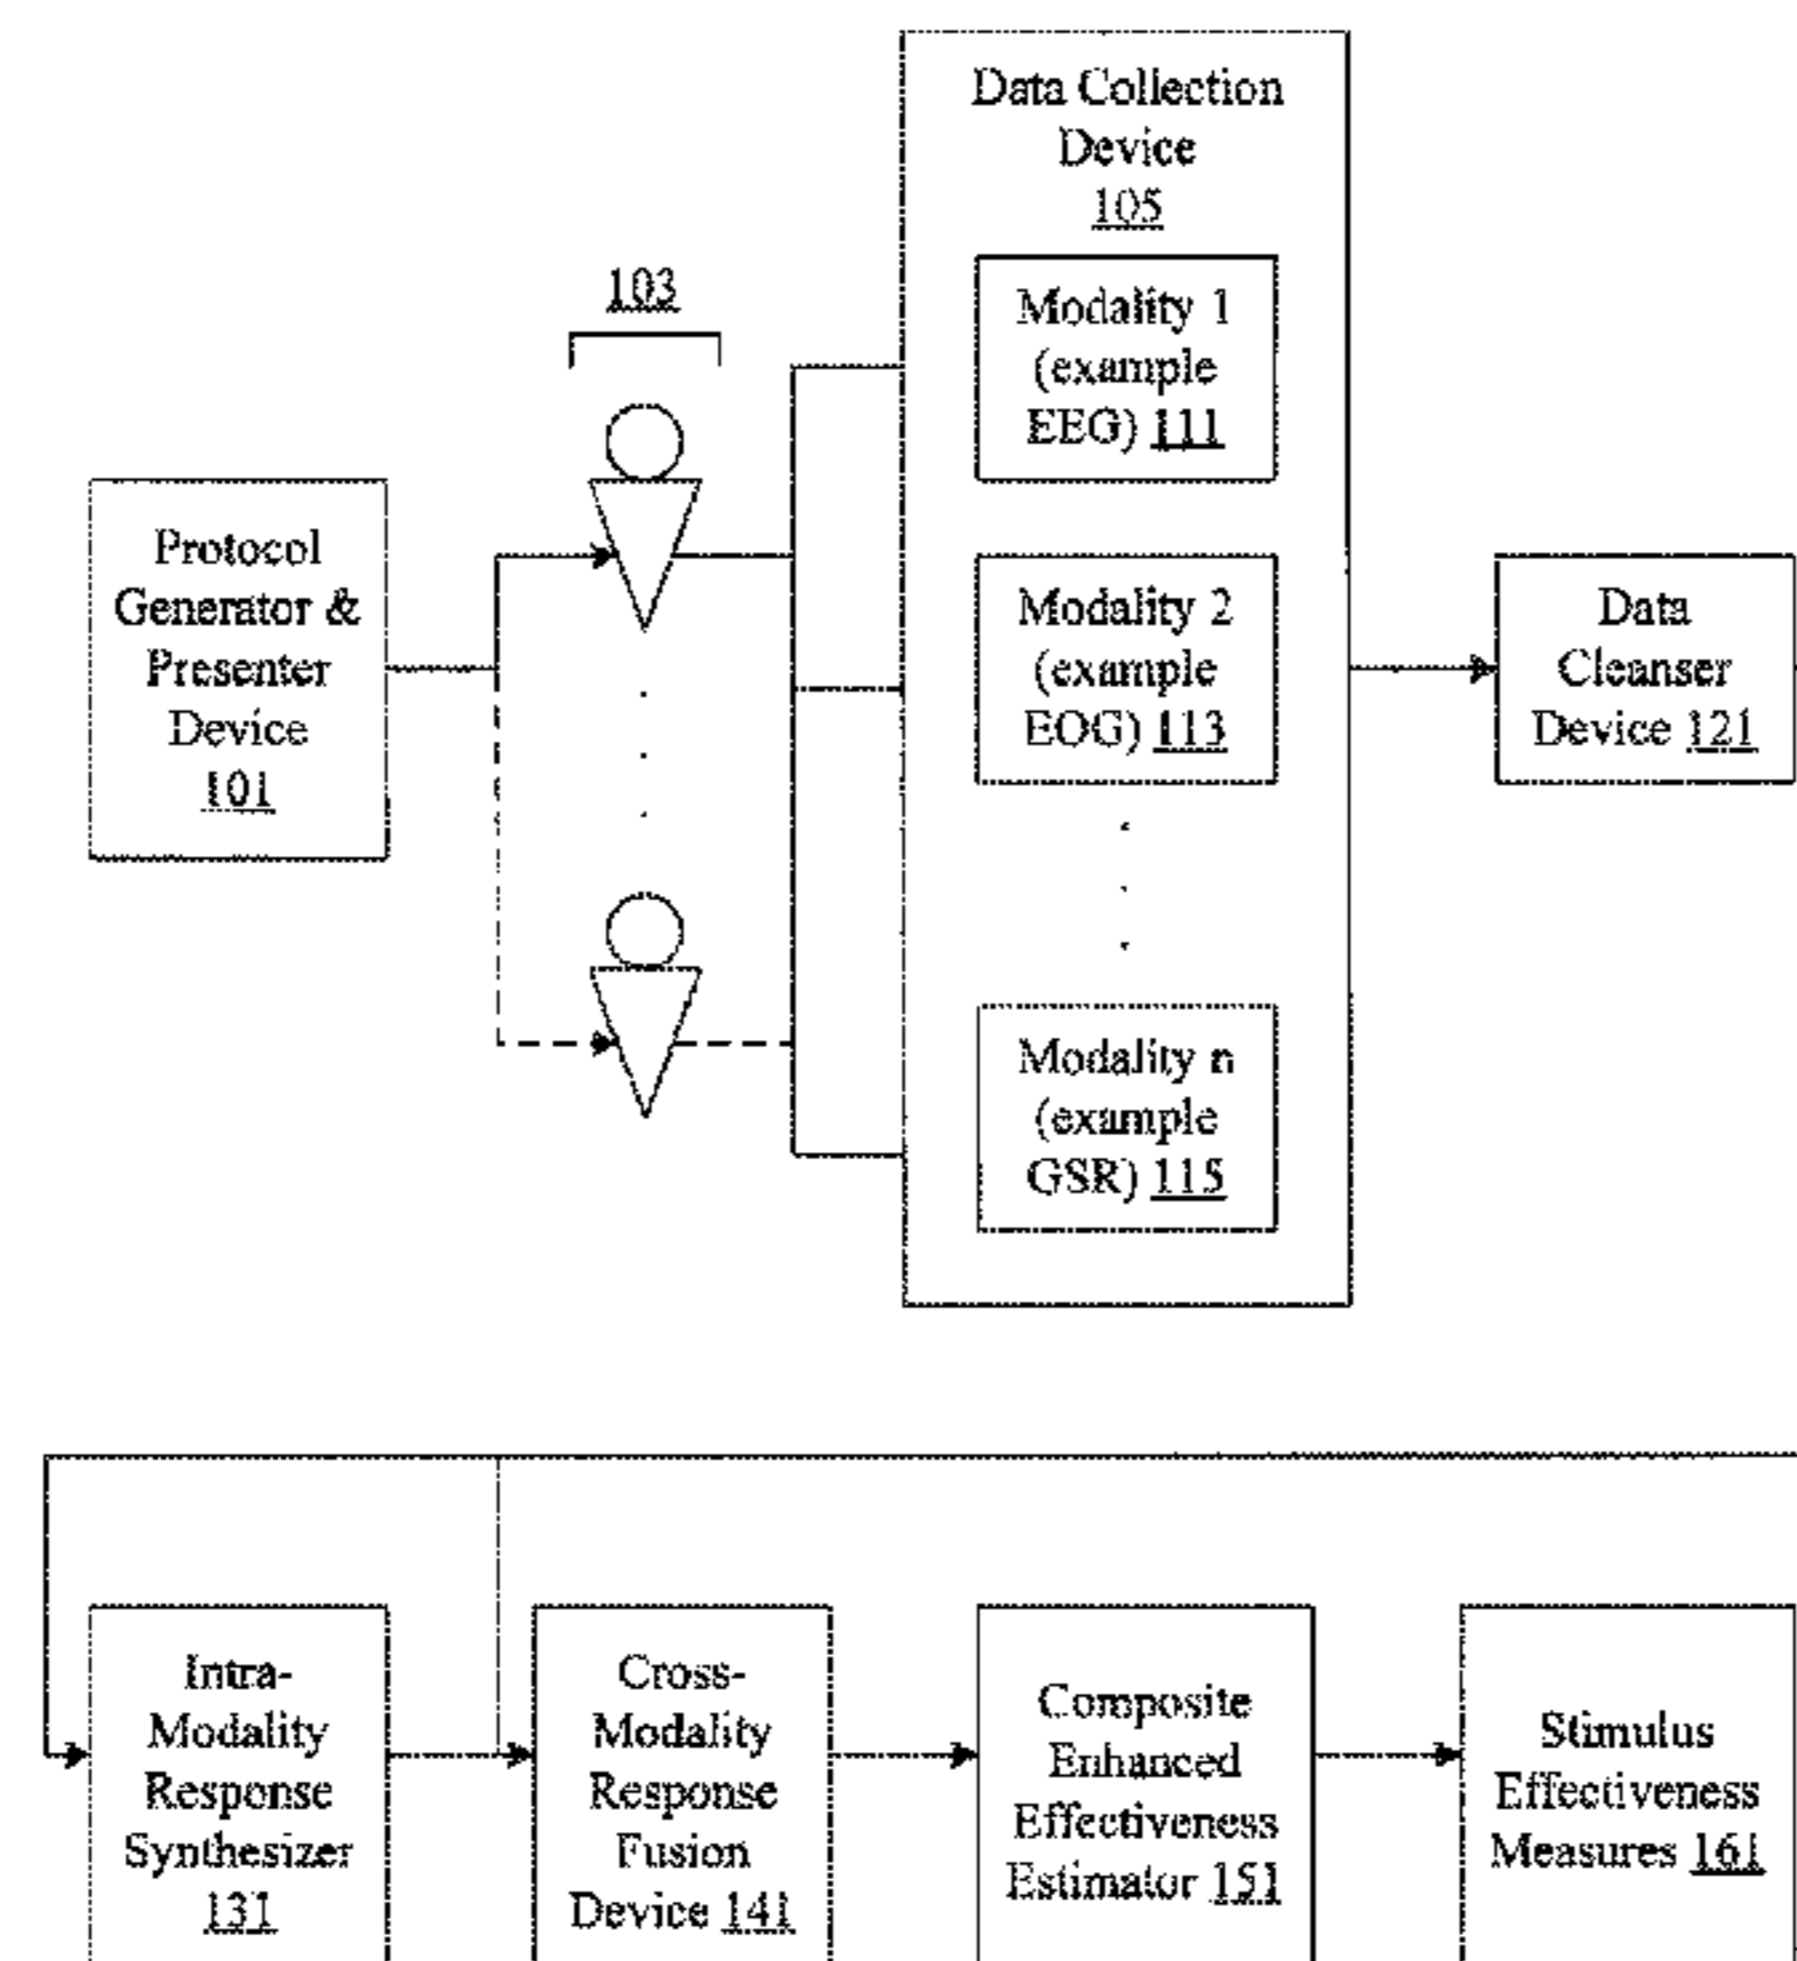 Data Collection
Device
105
103
Modality 1
(example
EEG) 111
Protocol
Generator &
Presenter
Device
101
Modality 2
(example
EOG) 113
Data
Cleanser
Device 121
Modality n
(example
GSR) 115
Intra-
Modality
Response
Synthesizer
131
Cross-
Modality
Response
Fusion
Device 141
Composite
Enhanced
Effectiveness
Estimator 151
Stimulus
Effectiveness
Measures 161